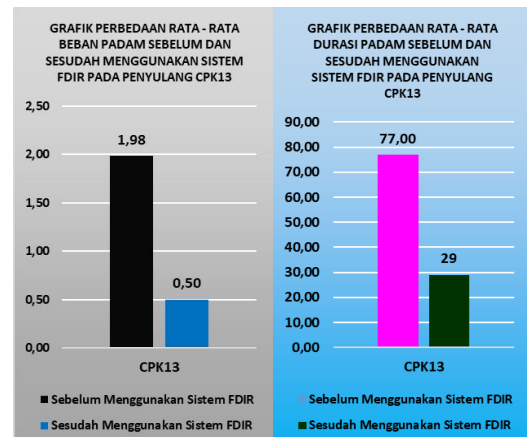 GRAFIK PERBEDAAN RATA - RATA
BEBAN PADAM SEBELUM DAN
SESUDAH MENGGUNAKAN SISTEM
FDIR PADA PENYULANG CPK13
2,50
2,00
1,50
1,00
0,50
0,00
1,98
0,50
CPK13
Sebelum Menggunakan Sistem FDIR
Sesudah Menggunakan Sistem FDIR
GRAFIK PERBEDAAN RATA - RATA
DURASI PADAM SEBELUM DAN
SESUDAH MENGGUNAKAN
SISTEM FDIR PADA PENYULANG
CPK13
90,00
80,00
70,00
60,00
50,00
40,00
30,00
20,00
10,00
0,00
77,00
29
CPK13
Sebelum Menggunakan Sistem FDIR
Sesudah Menggunakan Sistem FDIR